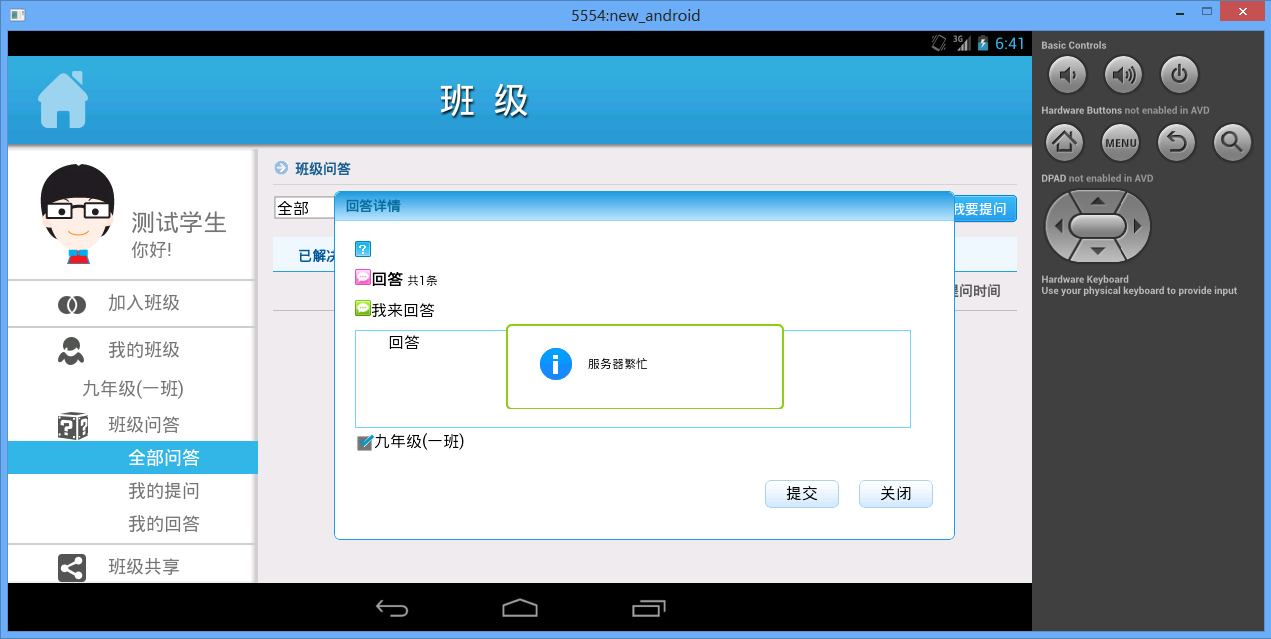 5554:new_android
3G 6:41
班 级
测试学生
你好!
加入班级
我的班级
九年级(一班)
班级问答
全部问答
我的提问
我的回答
班级共享
班级问答
全部
我要提问
已解决
提问时间
回答详情
?
回答 共1条
我来回答
回答
服务器繁忙
九年级(一班)
提交
关闭
Basic Controls
Hardware Buttons not enabled in AVD
MENU
DPAD not enabled in AVD
Hardware Keyboard
Use your physical keyboard to provide input